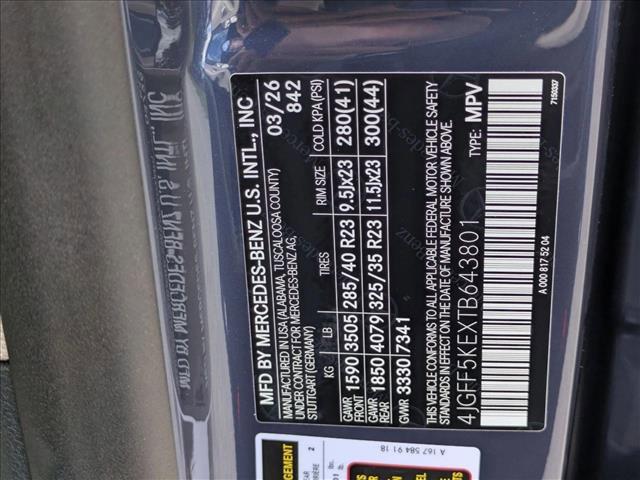 MFD BY MERCEDES-BENZ U.S. INTL., INC
MANUFACTURED IN USA (ALABAMA, TUSCALOOSA COUNTY)
UNDER CONTRACT FOR MERCEDES-BENZ AG,
STUTTGART (GERMANY)
03/26
842
KG LB TIRES RIM SIZE COLD KPA (PSI)
GAWR FRONT 1590 3505 285/40 R23 9.5Jx23 280(41)
GAWR REAR 1850 4079 325/35 R23 11.5Jx23 300(44)
GVWR 3330 7341
THIS VEHICLE CONFORMS TO ALL APPLICABLE FEDERAL MOTOR VEHICLE SAFETY
STANDARDS IN EFFECT ON THE DATE OF MANUFACTURE SHOWN ABOVE.
4JGFF5KEXTB643801 TYPE: MPV
A 000 817 52 04
7150337
A 167 584 91 18
2